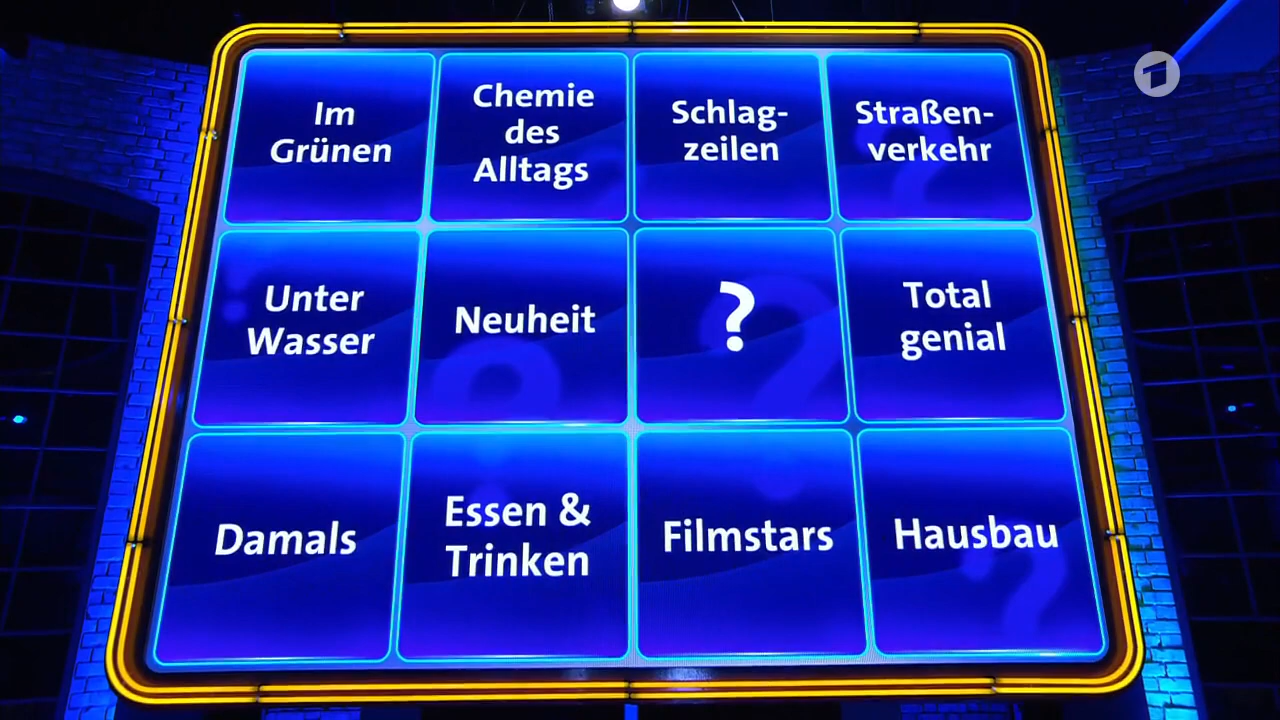 Im
Grünen
Chemie
des
Alltags
Schlag-
zeilen
Straßen-
verkehr
Unter
Wasser
Neuheit
?
Total
genial
Damals
Essen &
Trinken
Filmstars
Hausbau
1